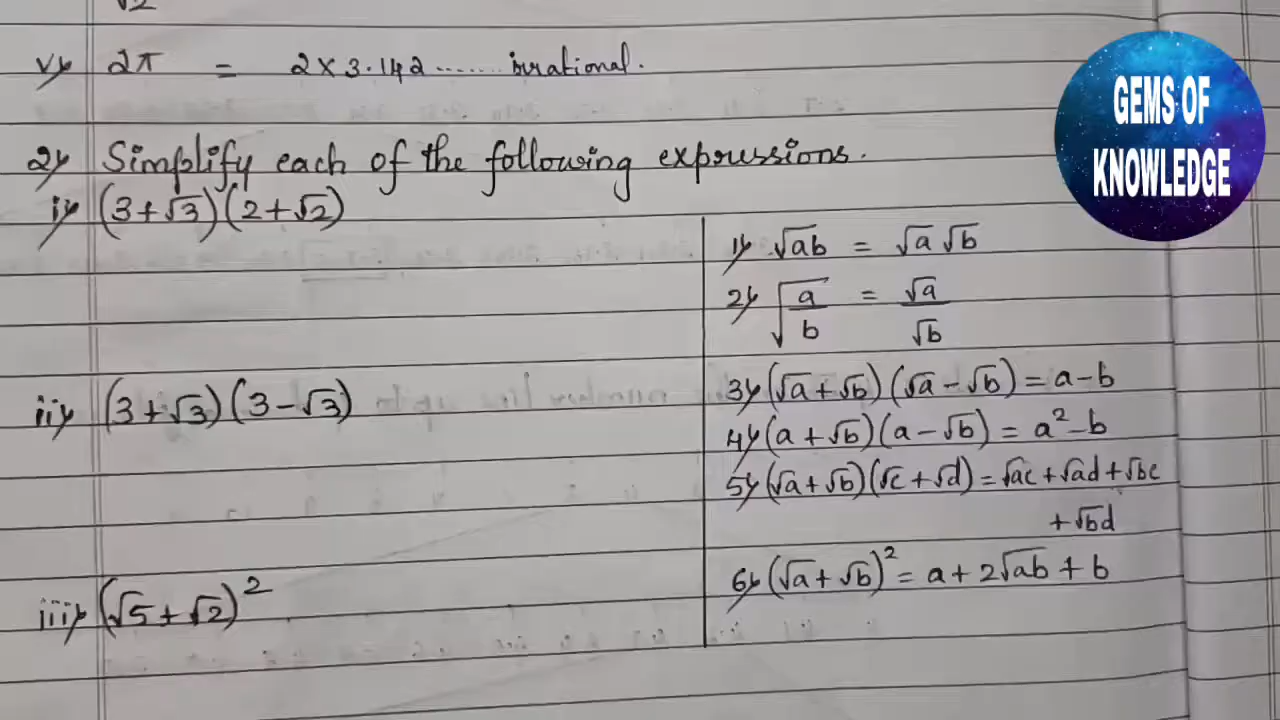 √2
v) 2π = 2 × 3.142 ....... irrational.
2) Simplify each of the following expressions.
i) (3+√3)(2+√2)
ii) (3+√3)(3-√3)
iii) (√5+√2)²
1) √ab = √a √b
2) √(a/b) = √a/√b
3) (√a+√b)(√a-√b) = a-b
4) (a+√b)(a-√b) = a²-b
5) (√a+√b)(√c+√d) = √ac+√ad+√bc
+√bd
6) (√a+√b)² = a+2√ab+b
GEMS OF
KNOWLEDGE